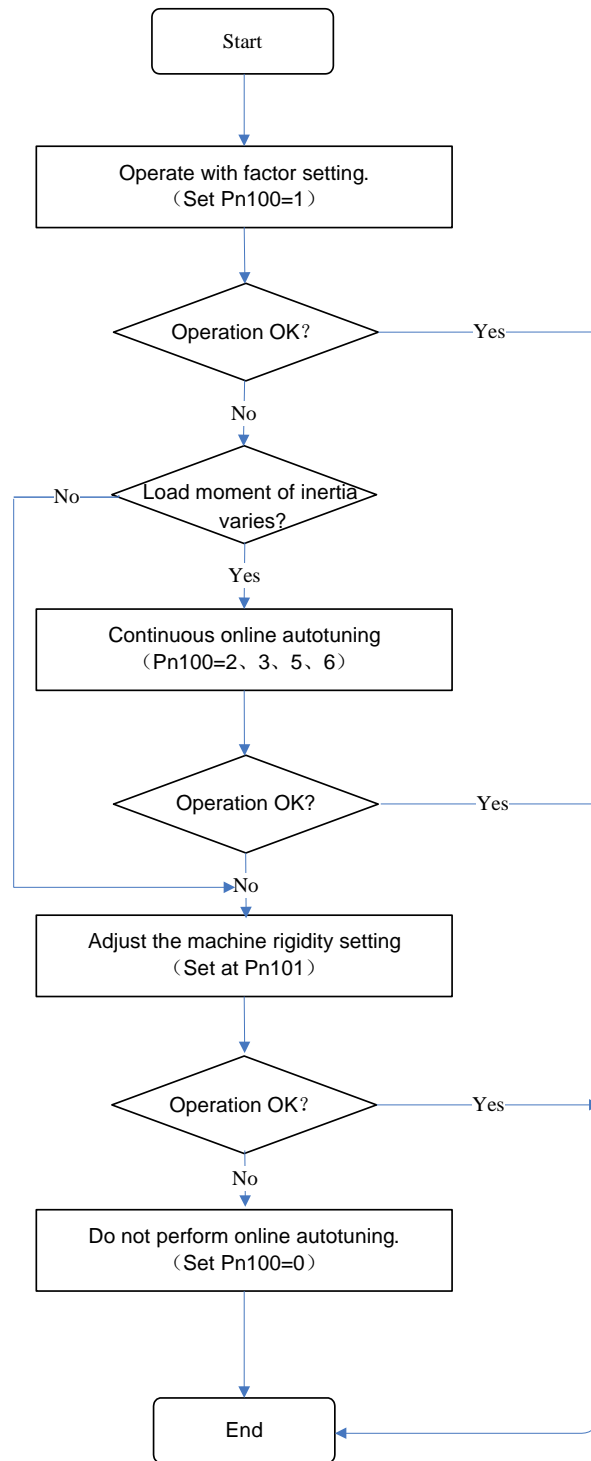 Start
Operate with factor setting.
（Set Pn100=1）
Operation OK？
Yes
No
Load moment of inertia
varies?
No
Yes
Continuous online autotuning
（Pn100=2、3、5、6）
Operation OK?
Yes
No
Adjust the machine rigidity setting
（Set at Pn101）
Operation OK？
Yes
No
Do not perform online autotuning.
（Set Pn100=0）
End